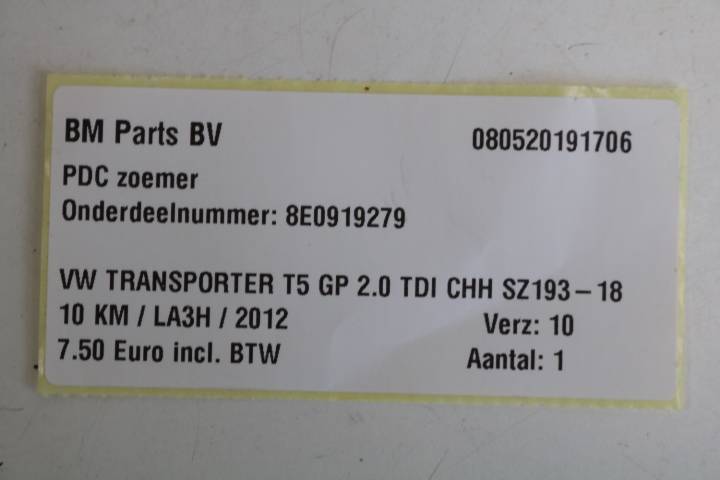 BM Parts BV 080520191706
PDC zoemer
Onderdeelnummer: 8E0919279
VW TRANSPORTER T5 GP 2.0 TDI CHH SZ193-18
10 KM / LA3H / 2012 Verz: 10
7.50 Euro incl. BTW Aantal: 1